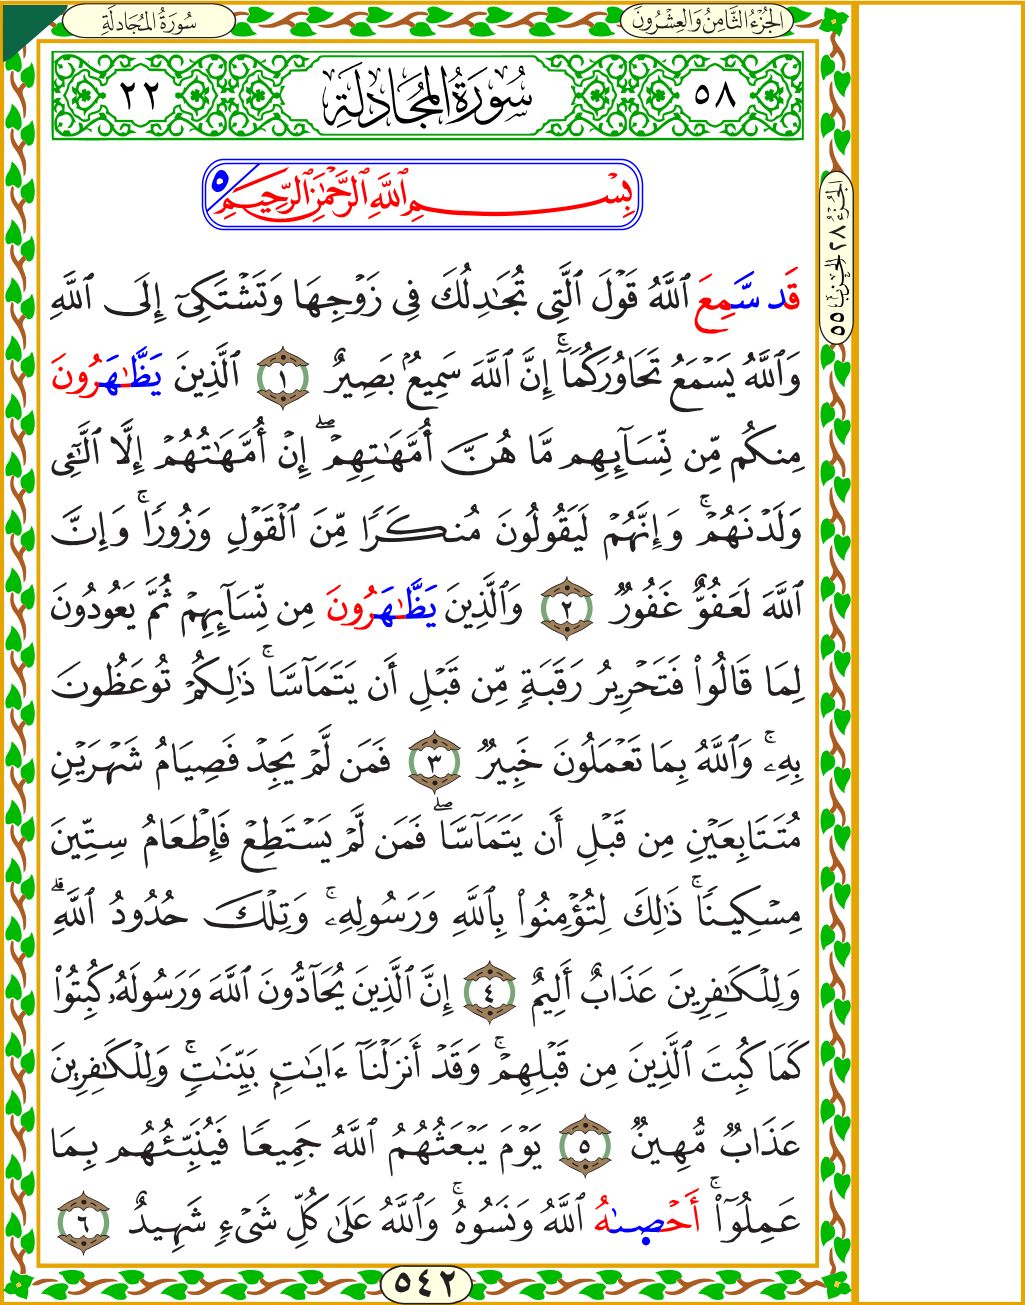 الجُزْءُ الثَّامِنُ وَالعِشْرُونَ
سُورَةُ المُجَادلَةِ
٥٨
سُورَةُ المُجَادلَةِ
٢٢
بِسْمِ ٱللَّهِ ٱلرَّحْمَٰنِ ٱلرَّحِيمِ ٥
قَد سَّمِعَ ٱللَّهُ قَوْلَ ٱلَّتِى تُجَٰدِلُكَ فِى زَوْجِهَا وَتَشْتَكِىٓ إِلَى ٱللَّهِ
وَٱللَّهُ يَسْمَعُ تَحَاوُرَكُمَآ ۚ إِنَّ ٱللَّهَ سَمِيعٌۢ بَصِيرٌ ١ ٱلَّذِينَ يَظَّٰهَرُونَ
مِنكُم مِّن نِّسَآئِهِم مَّا هُنَّ أُمَّهَٰتِهِمْ ۖ إِنْ أُمَّهَٰتُهُمْ إِلَّا ٱلَّٰٓـِٔى
وَلَدْنَهُمْ ۚ وَإِنَّهُمْ لَيَقُولُونَ مُنكَرًا مِّنَ ٱلْقَوْلِ وَزُورًا ۚ وَإِنَّ
ٱللَّهَ لَعَفُوٌّ غَفُورٌ ٢ وَٱلَّذِينَ يَظَّٰهَرُونَ مِن نِّسَآئِهِمْ ثُمَّ يَعُودُونَ
لِمَا قَالُوا۟ فَتَحْرِيرُ رَقَبَةٍ مِّن قَبْلِ أَن يَتَمَآسَّا ۚ ذَٰلِكُمْ تُوعَظُونَ
بِهِۦ ۚ وَٱللَّهُ بِمَا تَعْمَلُونَ خَبِيرٌ ٣ فَمَن لَّمْ يَجِدْ فَصِيَامُ شَهْرَيْنِ
مُتَتَابِعَيْنِ مِن قَبْلِ أَن يَتَمَآسَّا ۖ فَمَن لَّمْ يَسْتَطِعْ فَإِطْعَامُ سِتِّينَ
مِسْكِينًا ۚ ذَٰلِكَ لِتُؤْمِنُوا۟ بِٱللَّهِ وَرَسُولِهِۦ ۚ وَتِلْكَ حُدُودُ ٱللَّهِ ۗ
وَلِلْكَٰفِرِينَ عَذَابٌ أَلِيمٌ ٤ إِنَّ ٱلَّذِينَ يُحَآدُّونَ ٱللَّهَ وَرَسُولَهُۥ كُبِتُوا۟
كَمَا كُبِتَ ٱلَّذِينَ مِن قَبْلِهِمْ ۚ وَقَدْ أَنزَلْنَآ ءَايَٰتٍۭ بَيِّنَٰتٍ ۚ وَلِلْكَٰفِرِينَ
عَذَابٌ مُّهِينٌ ٥ يَوْمَ يَبْعَثُهُمُ ٱللَّهُ جَمِيعًا فَيُنَبِّئُهُم بِمَا
عَمِلُوٓا۟ ۚ أَحْصَىٰهُ ٱللَّهُ وَنَسُوهُ ۚ وَٱللَّهُ عَلَىٰ كُلِّ شَىْءٍ شَهِيدٌ ٦
الجزء ٢٨ الحزب ٥٥
٥٤٢